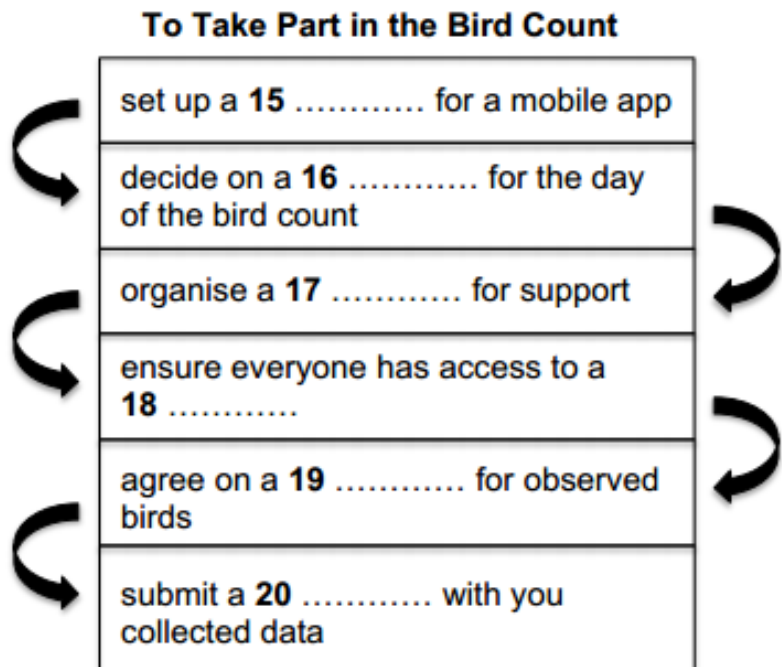 To Take Part in the Bird Count
set up a 15 ………… for a mobile app
decide on a 16 ………… for the day
of the bird count
organise a 17 ………… for support
ensure everyone has access to a
18 …………
agree on a 19 ………… for observed
birds
submit a 20 ………… with you
collected data